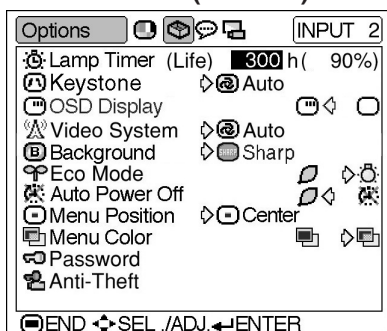 Options INPUT 2
Lamp Timer (Life) 300 h( 90%)
Keystone Auto
OSD Display
Video System Auto
B Background SHARP Sharp
Eco Mode
Auto Power Off
Menu Position Center
Menu Color
Password
Anti-Theft
END SEL./ADJ. ENTER